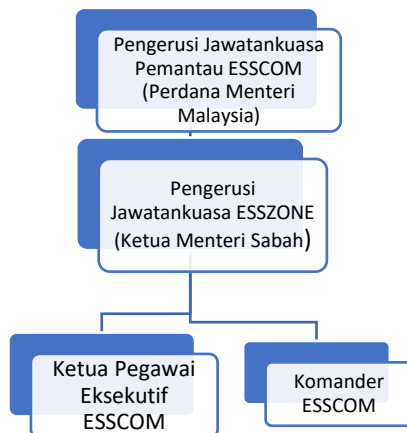 Pengerusi Jawatankuasa
Pemantau ESSCOM
(Perdana Menteri
Malaysia)
Pengerusi
Jawatankuasa ESSZONE
(Ketua Menteri Sabah)
Ketua Pegawai
Eksekutif
ESSCOM
Komander
ESSCOM